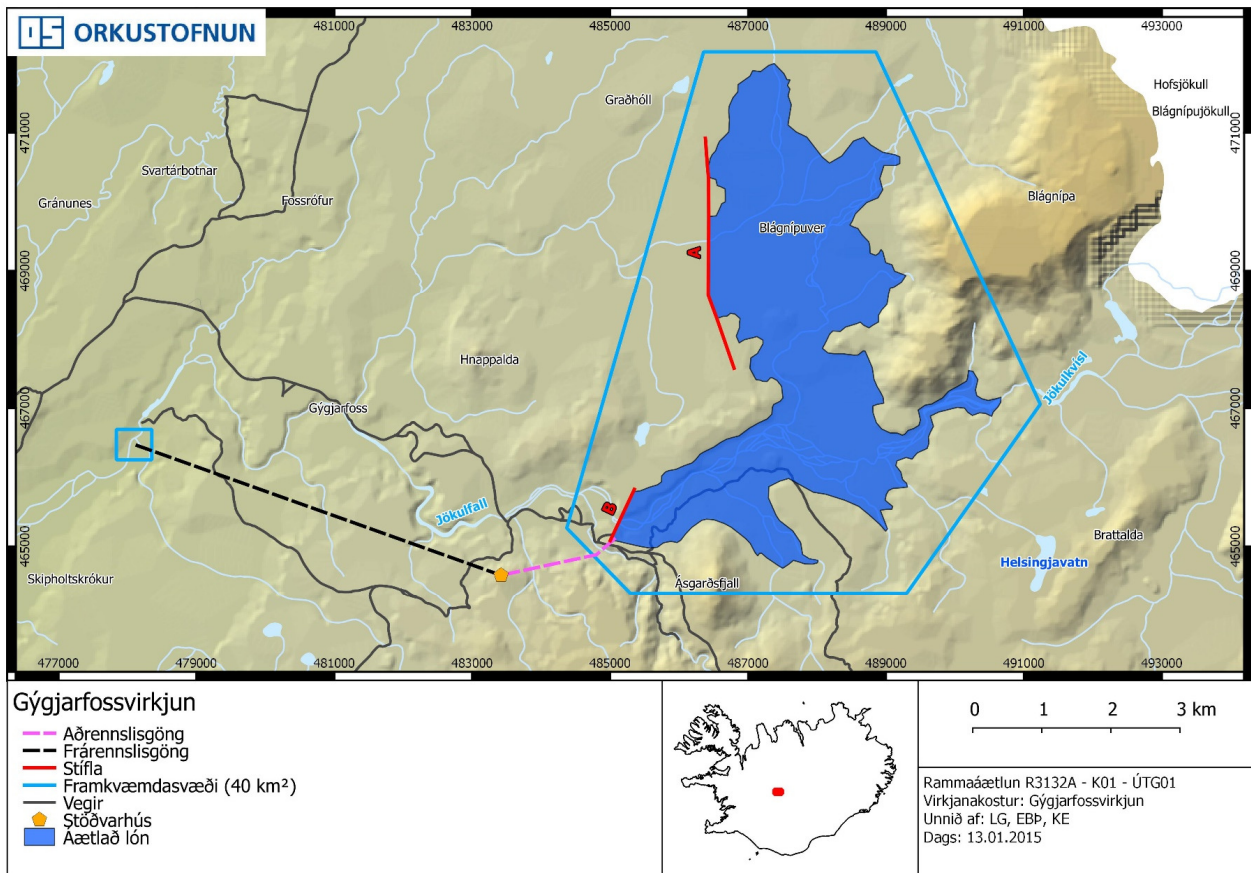 OS ORKUSTOFNUN
481000 483000 485000 487000 489000 491000 493000
Hofsjökull
Blágnípujökull
Graðhóll
471000 471000
Svartárbotnar
Gránunes
Fossrófur
Blágnípa
Blágnípuver
A
469000 469000
Hnappalda
Jökulkvísl
467000 467000
Gýgjarfoss
B
Jökulfall
465000 465000
Brattalda
Helsingjavatn
Skipholtskrókur
Ásgarðsfjall
477000 479000 481000 483000 485000 487000 489000 491000 493000
Gýgjarfossvirkjun
Aðrennslisgöng
Frárennslisgöng
Stífla
Framkvæmdasvæði (40 km²)
Vegir
Stöðvarhús
Áætlað lón
0 1 2 3 km
Rammaáætlun R3132A - K01 - ÚTG01
Virkjanakostur: Gýgjarfossvirkjun
Unnið af: LG, EBÞ, KE
Dags: 13.01.2015